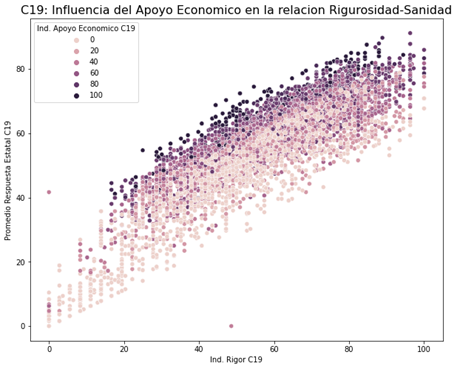 C19: Influencia del Apoyo Economico en la relacion Rigurosidad-Sanidad
Ind. Apoyo Economico C19
0
20
40
60
80
100
Promedio Respuesta Estatal C19
80
60
40
20
0
0 20 40 60 80 100
Ind. Rigor C19